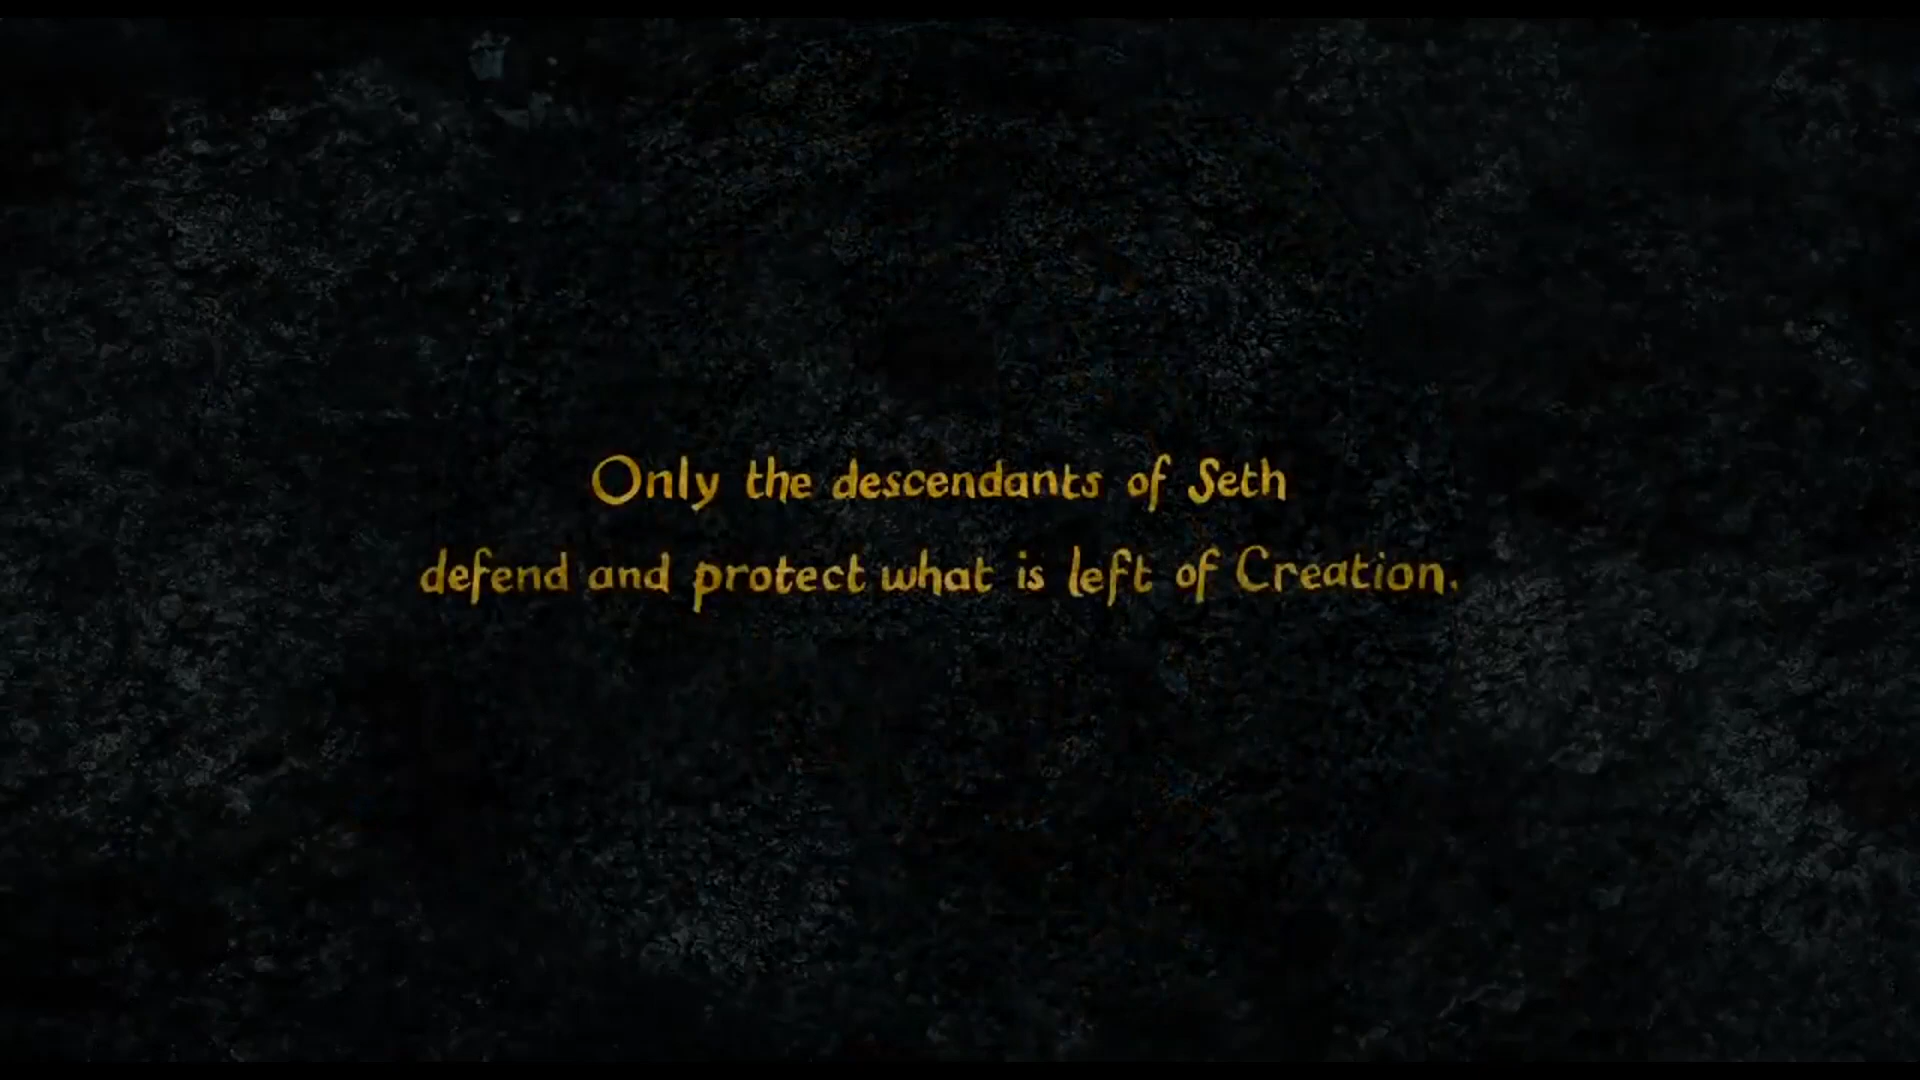 Only the descendants of Seth
defend and protect what is left of Creation.